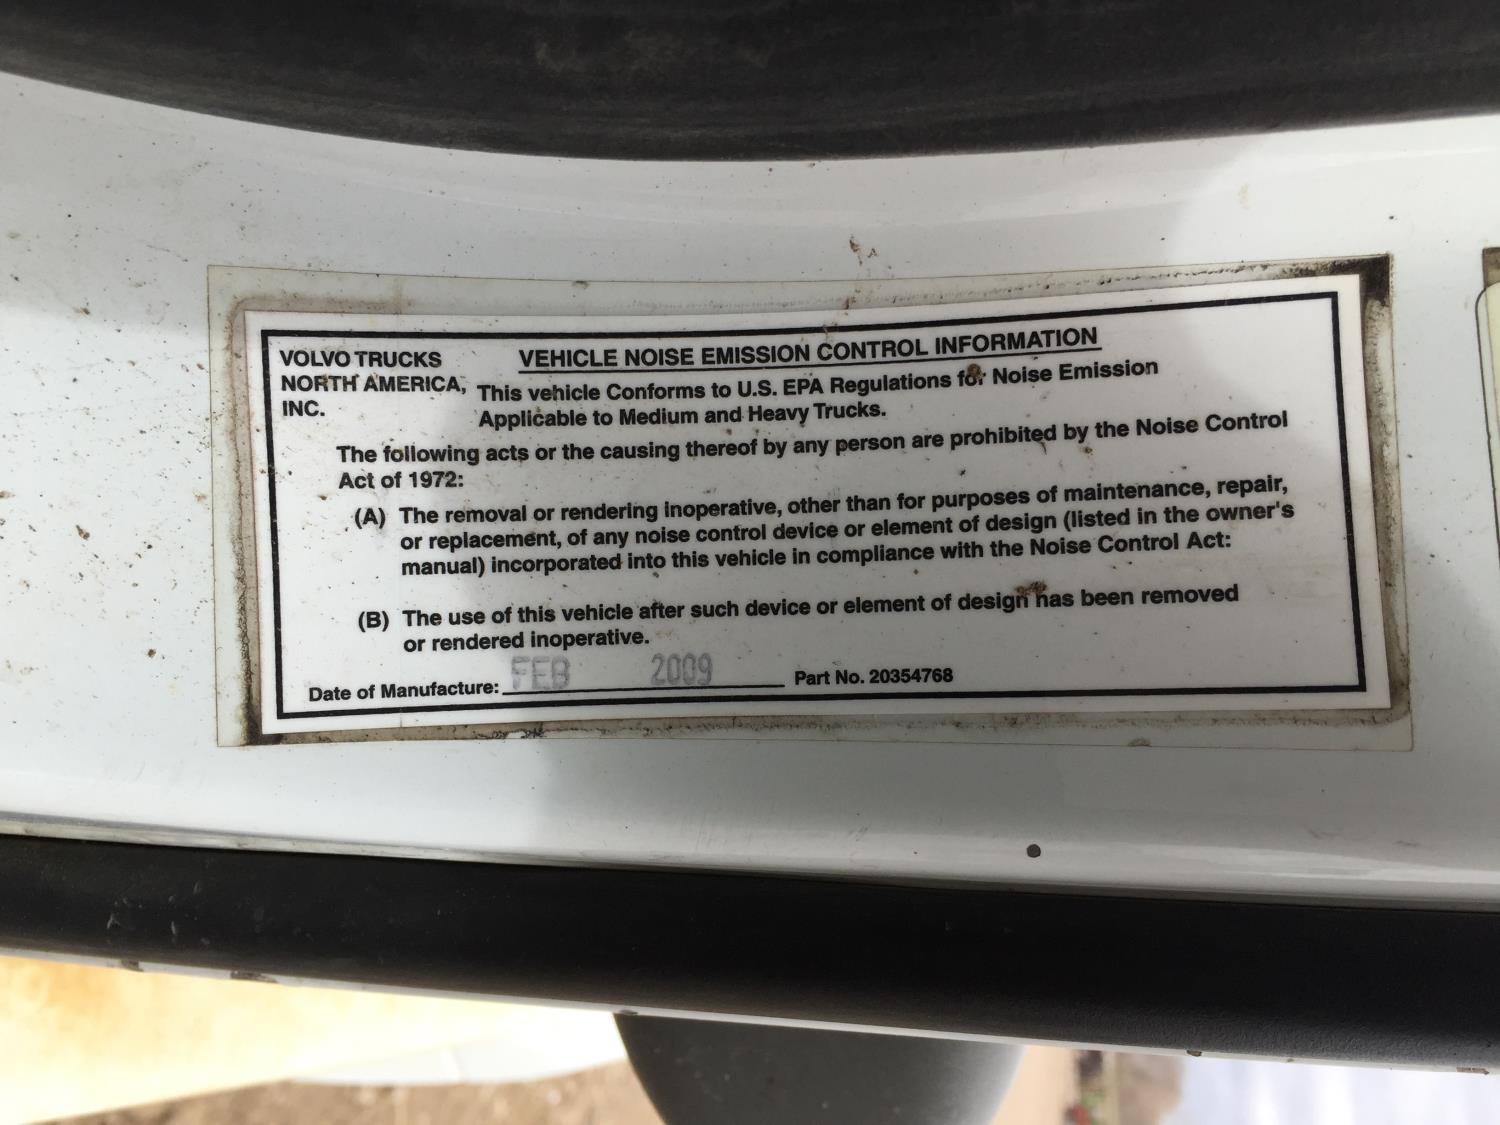 VOLVO TRUCKS
NORTH AMERICA,
INC.
VEHICLE NOISE EMISSION CONTROL INFORMATION
This vehicle Conforms to U.S. EPA Regulations for Noise Emission
Applicable to Medium and Heavy Trucks.
The following acts or the causing thereof by any person are prohibited by the Noise Control
Act of 1972:
(A) The removal or rendering inoperative, other than for purposes of maintenance, repair,
or replacement, of any noise control device or element of design (listed in the owner's
manual) incorporated into this vehicle in compliance with the Noise Control Act:
(B) The use of this vehicle after such device or element of design has been removed
or rendered inoperative.
Date of Manufacture: FEB 2009 Part No. 20354768